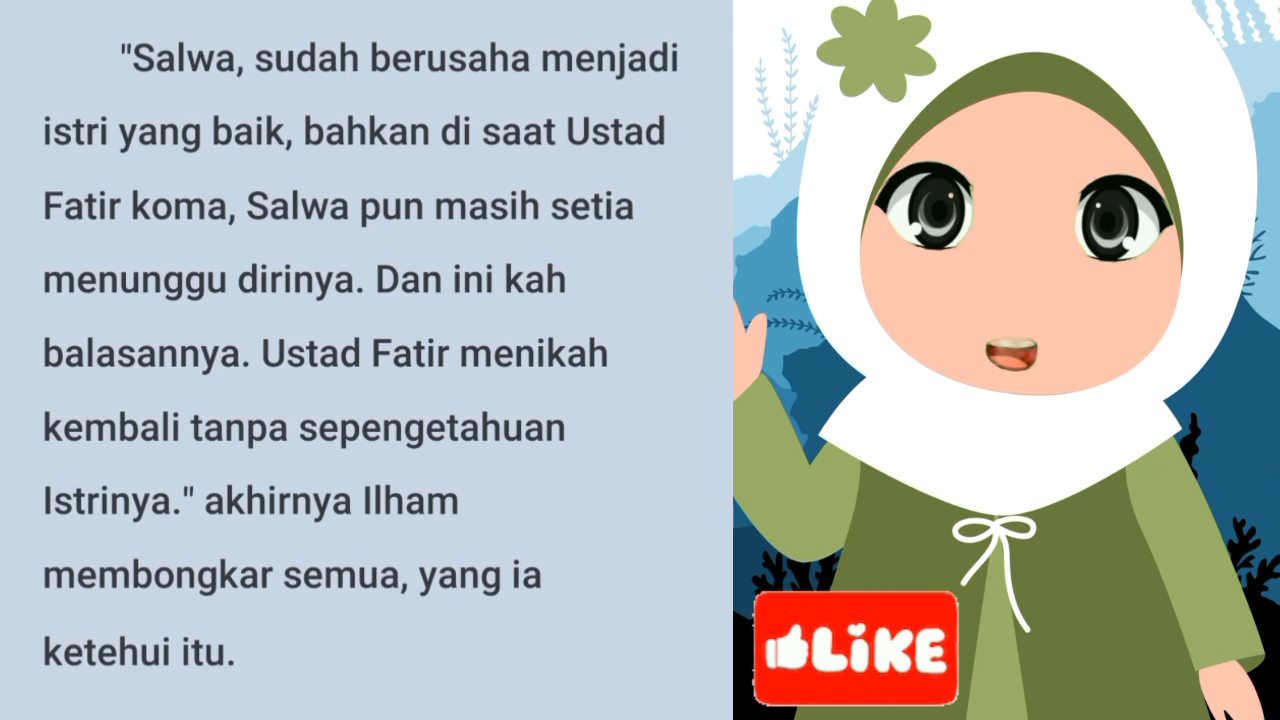 "Salwa, sudah berusaha menjadi
istri yang baik, bahkan di saat Ustad
Fatir koma, Salwa pun masih setia
menunggu dirinya. Dan ini kah
balasannya. Ustad Fatir menikah
kembali tanpa sepengetahuan
Istrinya." akhirnya Ilham
membongkar semua, yang ia
ketehui itu.
LiKE